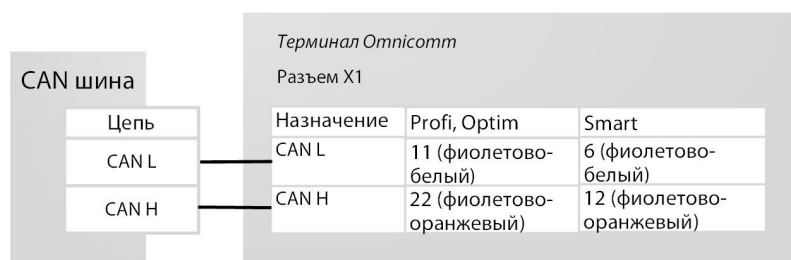 Терминал Omnicomm
Разъем X1
CAN шина
Цепь
Назначение Profi, Optim Smart
CAN L
CAN L 11 (фиолетово-
белый) 6 (фиолетово-
белый)
CAN H
CAN H 22 (фиолетово-
оранжевый) 12 (фиолетово-
оранжевый)